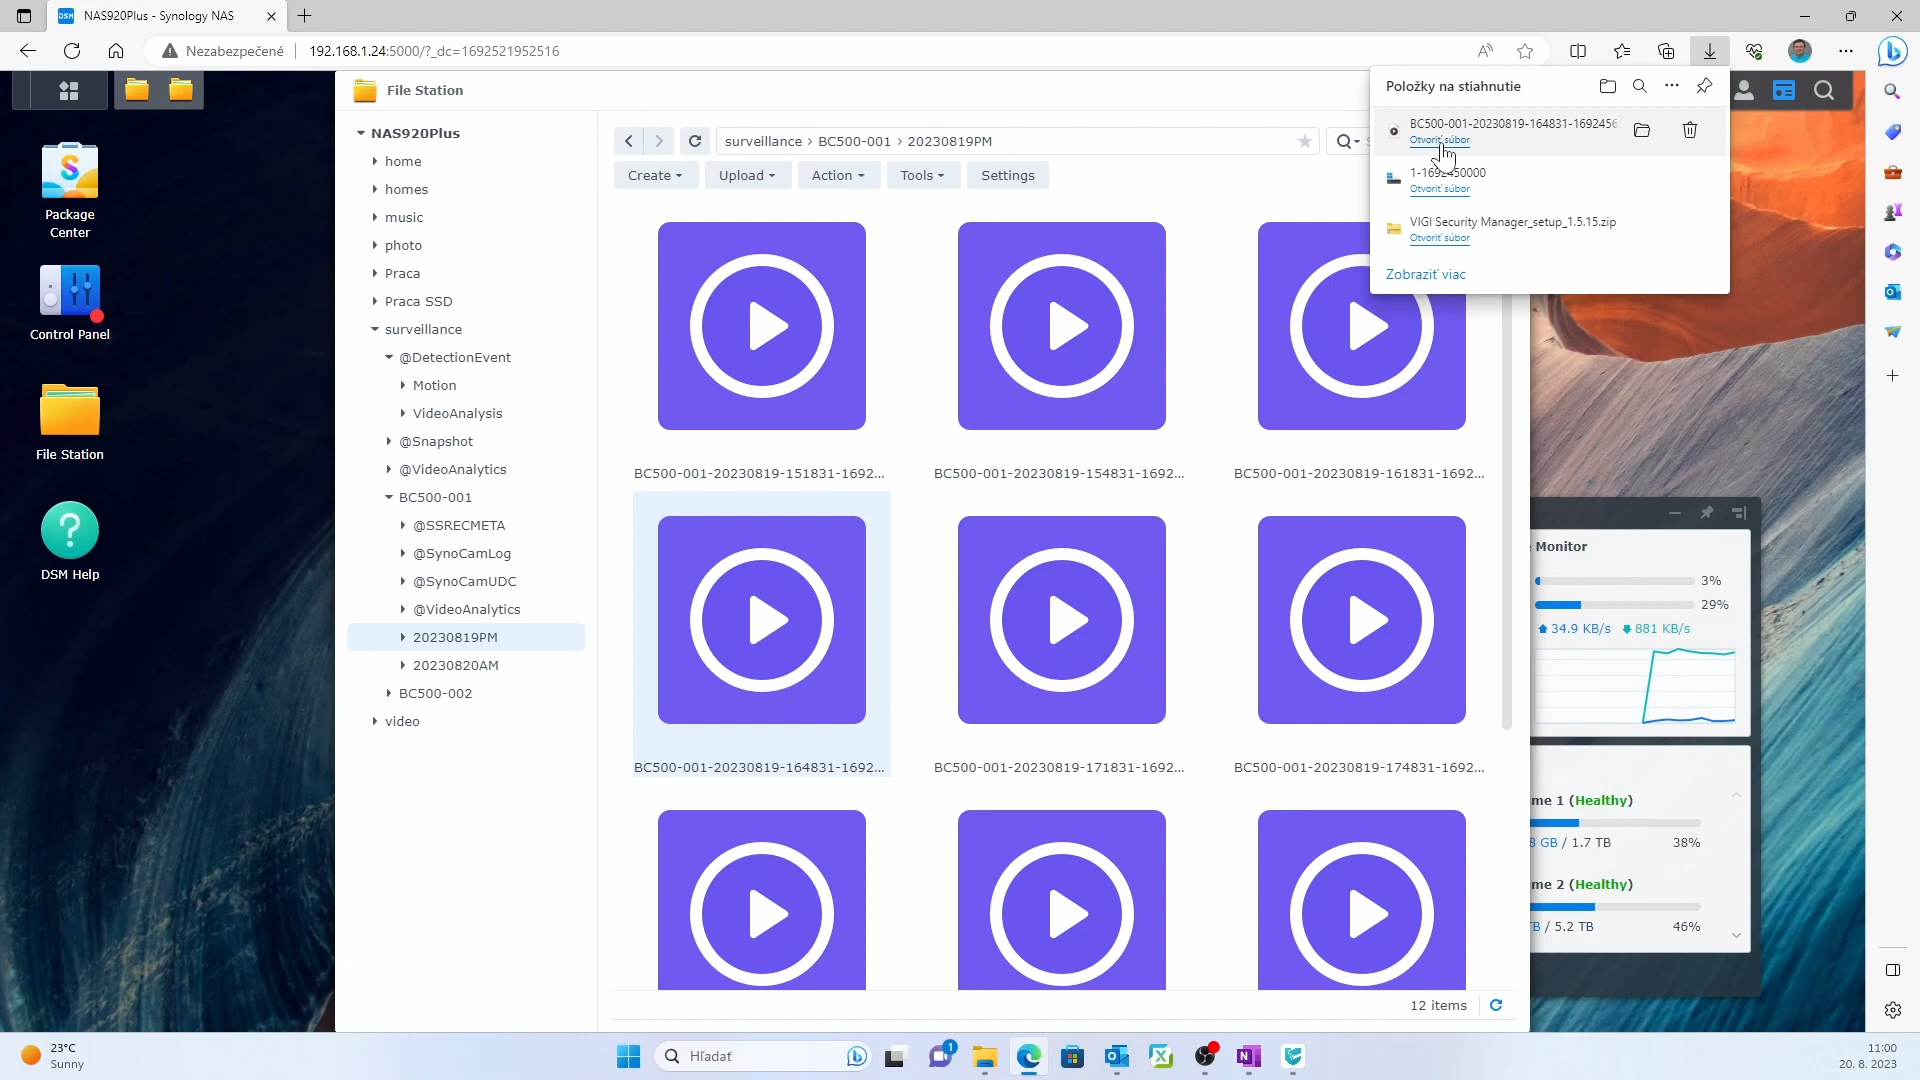 NAS920Plus - Synology NAS
Nezabezpečené
192.168.1.24:5000/?_dc=1692521952516
File Station
Package
Center
Control Panel
File Station
DSM Help
NAS920Plus
home
homes
music
photo
Praca
Praca SSD
surveillance
@DetectionEvent
Motion
VideoAnalysis
@Snapshot
@VideoAnalytics
BC500-001
@SSRECMETA
@SynoCamLog
@SynoCamUDC
@VideoAnalytics
20230819PM
20230820AM
BC500-002
video
surveillance › BC500-001 › 20230819PM
Create
Upload
Action
Tools
Settings
BC500-001-20230819-151831-1692...
BC500-001-20230819-154831-1692...
BC500-001-20230819-161831-1692...
BC500-001-20230819-164831-1692...
BC500-001-20230819-171831-1692...
BC500-001-20230819-174831-1692...
12 items
Položky na stiahnutie
BC500-001-20230819-164831-169245
Otvoriť súbor
1-1692450000
Otvoriť súbor
VIGI Security Manager_setup_1.5.15.zip
Otvoriť súbor
Zobraziť viac
Monitor
3%
29%
34.9 KB/s
881 KB/s
me 1 (Healthy)
8 GB / 1.7 TB
38%
me 2 (Healthy)
TB / 5.2 TB
46%
23°C
Sunny
Hľadať
1
11:00
20. 8. 2023